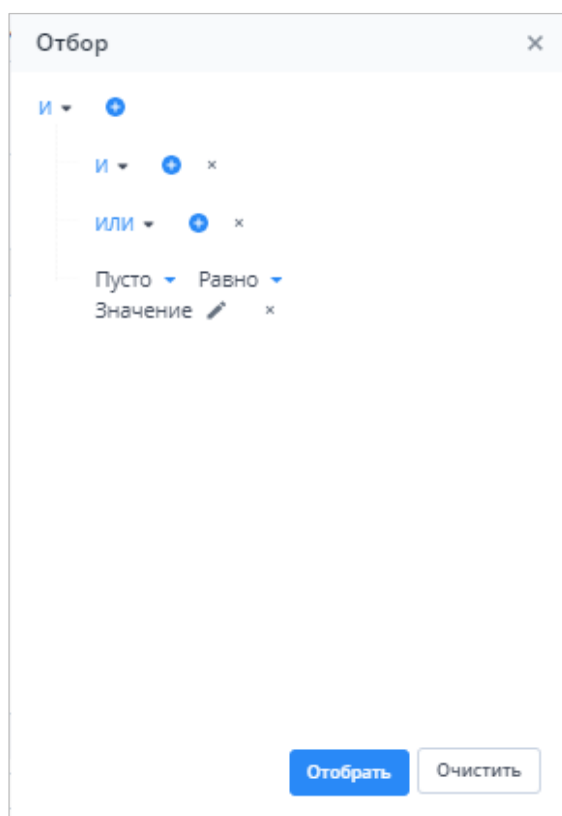 Отбор
И
И
ИЛИ
Пусто Равно
Значение
Отобрать Очистить